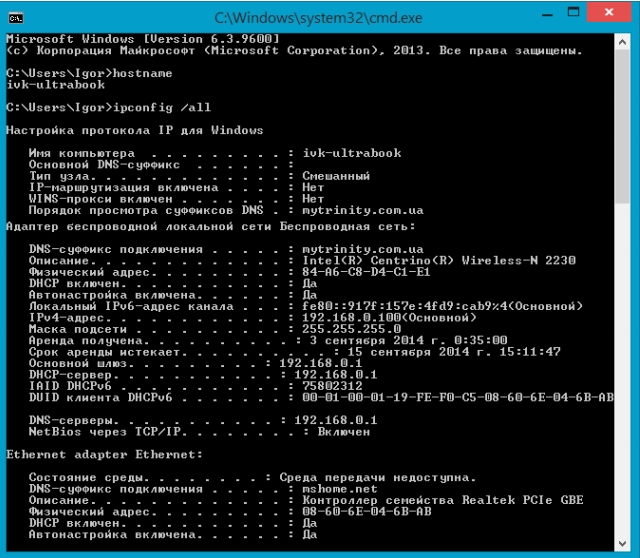 C:\Windows\system32\cmd.exe
Microsoft Windows [Version 6.3.9600]
(c) Корпорация Майкрософт (Microsoft Corporation), 2013. Все права защищены.
C:\Users\Igor>hostname
ivk-ultrabook
C:\Users\Igor>ipconfig /all
Настройка протокола IP для Windows
Имя компьютера . . . . . . . . . : ivk-ultrabook
Основной DNS-суффикс . . . . . . :
Тип узла. . . . . . . . . . . . . : Смешанный
IP-маршрутизация включена . . . . : Нет
WINS-прокси включен . . . . . . . : Нет
Порядок просмотра суффиксов DNS . : mytrinity.com.ua
Адаптер беспроводной локальной сети Беспроводная сеть:
DNS-суффикс подключения . . . . . : mytrinity.com.ua
Описание. . . . . . . . . . . . . : Intel(R) Centrino(R) Wireless-N 2230
Физический адрес. . . . . . . . . : 84-A6-C8-D4-C1-E1
DHCP включен. . . . . . . . . . . : Да
Автонастройка включена. . . . . . : Да
Локальный IPv6-адрес канала . . . : fe80::917f:157e:4fd9:cab9%4(Основной)
IPv4-адрес. . . . . . . . . . . . : 192.168.0.100(Основной)
Маска подсети . . . . . . . . . . : 255.255.255.0
Аренда получена. . . . . . . . . . : 3 сентября 2014 г. 0:35:00
Срок аренды истекает. . . . . . . . . . : 15 сентября 2014 г. 15:11:47
Основной шлюз. . . . . . . . . : 192.168.0.1
DHCP-сервер. . . . . . . . . . . : 192.168.0.1
IAID DHCPv6 . . . . . . . . . . . : 75802312
DUID клиента DHCPv6 . . . . . . . : 00-01-00-01-19-FE-F0-C5-08-60-6E-04-6B-AB
DNS-серверы. . . . . . . . . . . : 192.168.0.1
NetBios через TCP/IP. . . . . . . . : Включен
Ethernet adapter Ethernet:
Состояние среды. . . . . . . . : Среда передачи недоступна.
DNS-суффикс подключения . . . . . : mshome.net
Описание. . . . . . . . . . . . . : Контроллер семейства Realtek PCIe GBE
Физический адрес. . . . . . . . . : 08-60-6E-04-6B-AB
DHCP включен. . . . . . . . . . . : Да
Автонастройка включена. . . . . . : Да